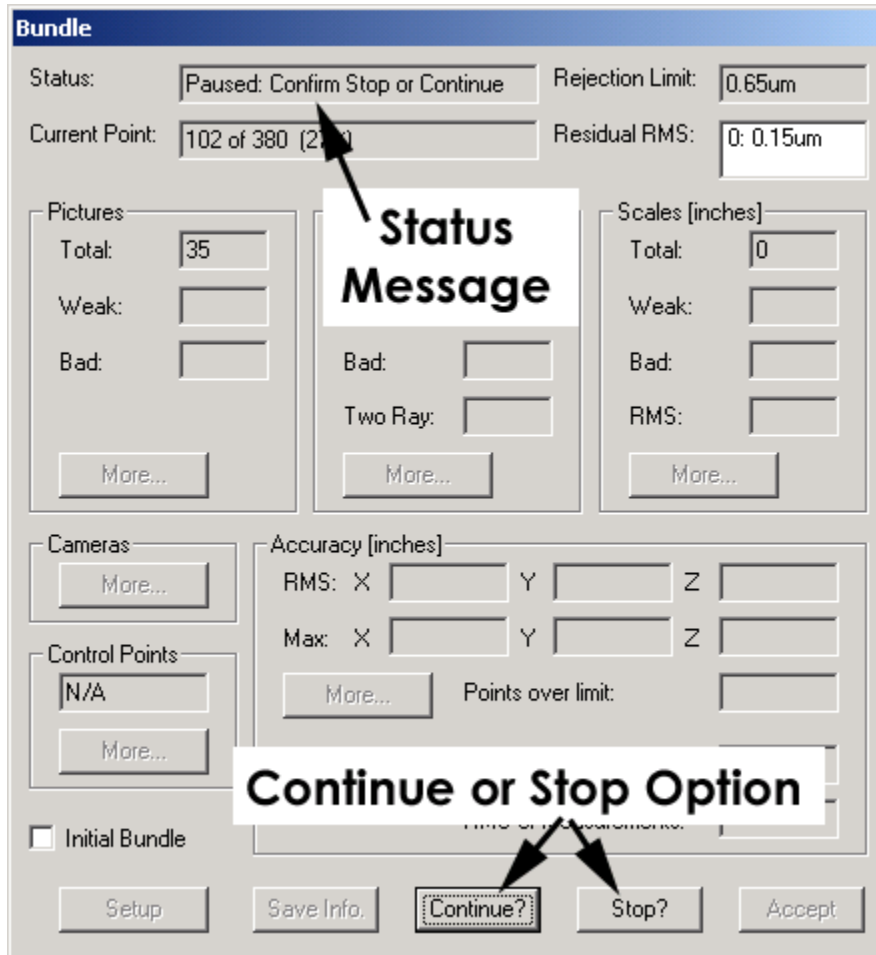 Bundle
Status: Paused: Confirm Stop or Continue Rejection Limit: 0.65um
Current Point: 102 of 380 Residual RMS: 0: 0.15um
Status
Message
Pictures
Total: 35
Weak:
Bad:
More...
Bad:
Two Ray:
More...
Scales [inches]
Total: 0
Weak:
Bad:
RMS:
More...
Cameras
More...
Control Points
N/A
More...
Accuracy [inches]
RMS: X Y Z
Max: X Y Z
More... Points over limit:
Continue or Stop Option
Initial Bundle
Setup Save Info. Continue? Stop? Accept